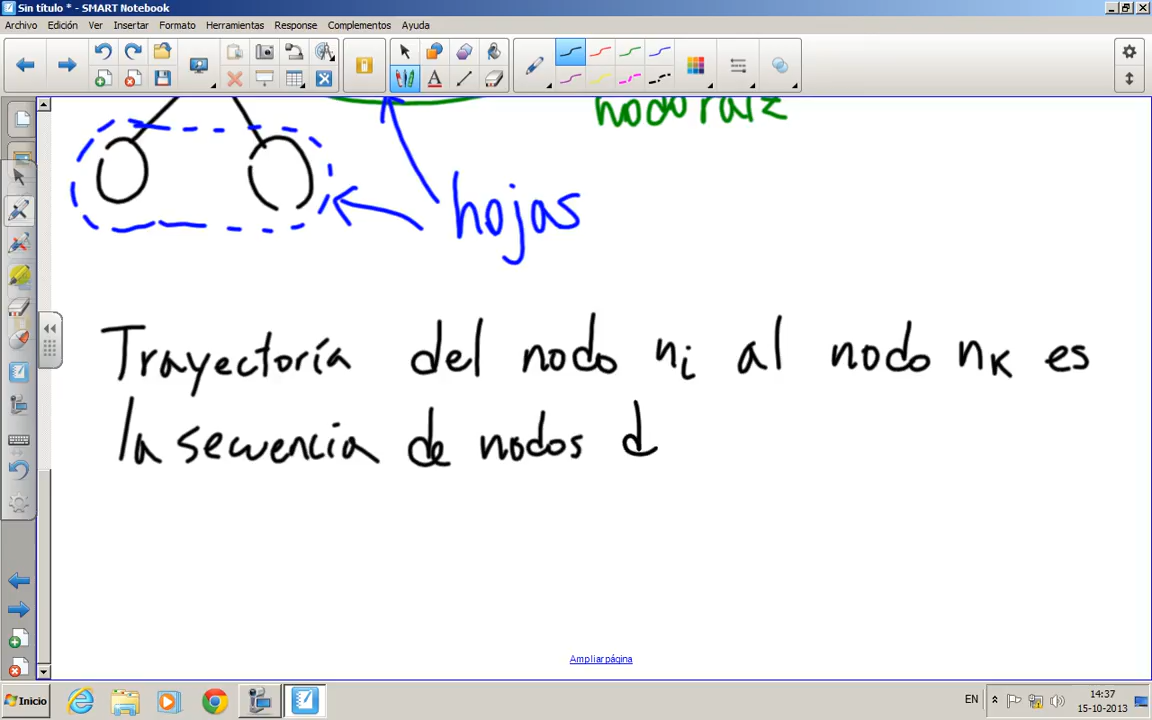 Sin título * - SMART Notebook
Archivo Edición Ver Insertar Formato Herramientas Response Complementos Ayuda
nodo raíz
hojas
Trayectoría del nodo ni al nodo nk es
la secuencia de nodos d
Ampliar página
Inicio
EN
14:37
15-10-2013